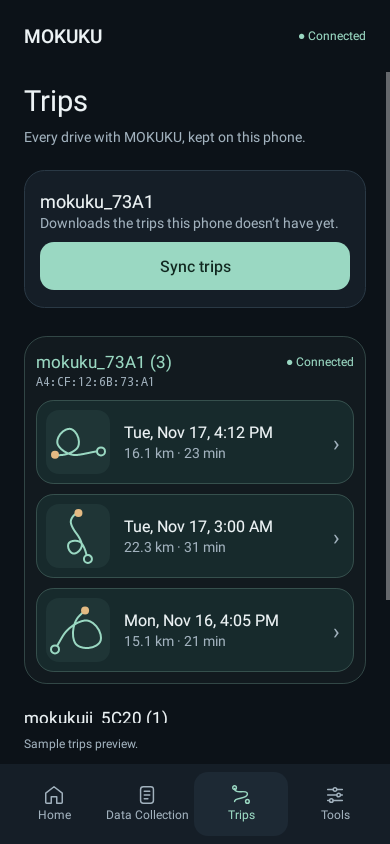 MOKUKU
Connected
Trips
Every drive with MOKUKU, kept on this phone.
mokuku_73A1
Downloads the trips this phone doesn’t have yet.
Sync trips
mokuku_73A1 (3)
Connected
A4:CF:12:6B:73:A1
Tue, Nov 17, 4:12 PM
16.1 km · 23 min
Tue, Nov 17, 3:00 AM
22.3 km · 31 min
Mon, Nov 16, 4:05 PM
15.1 km · 21 min
mokukuii_5C20 (1)
Sample trips preview.
Home
Data Collection
Trips
Tools